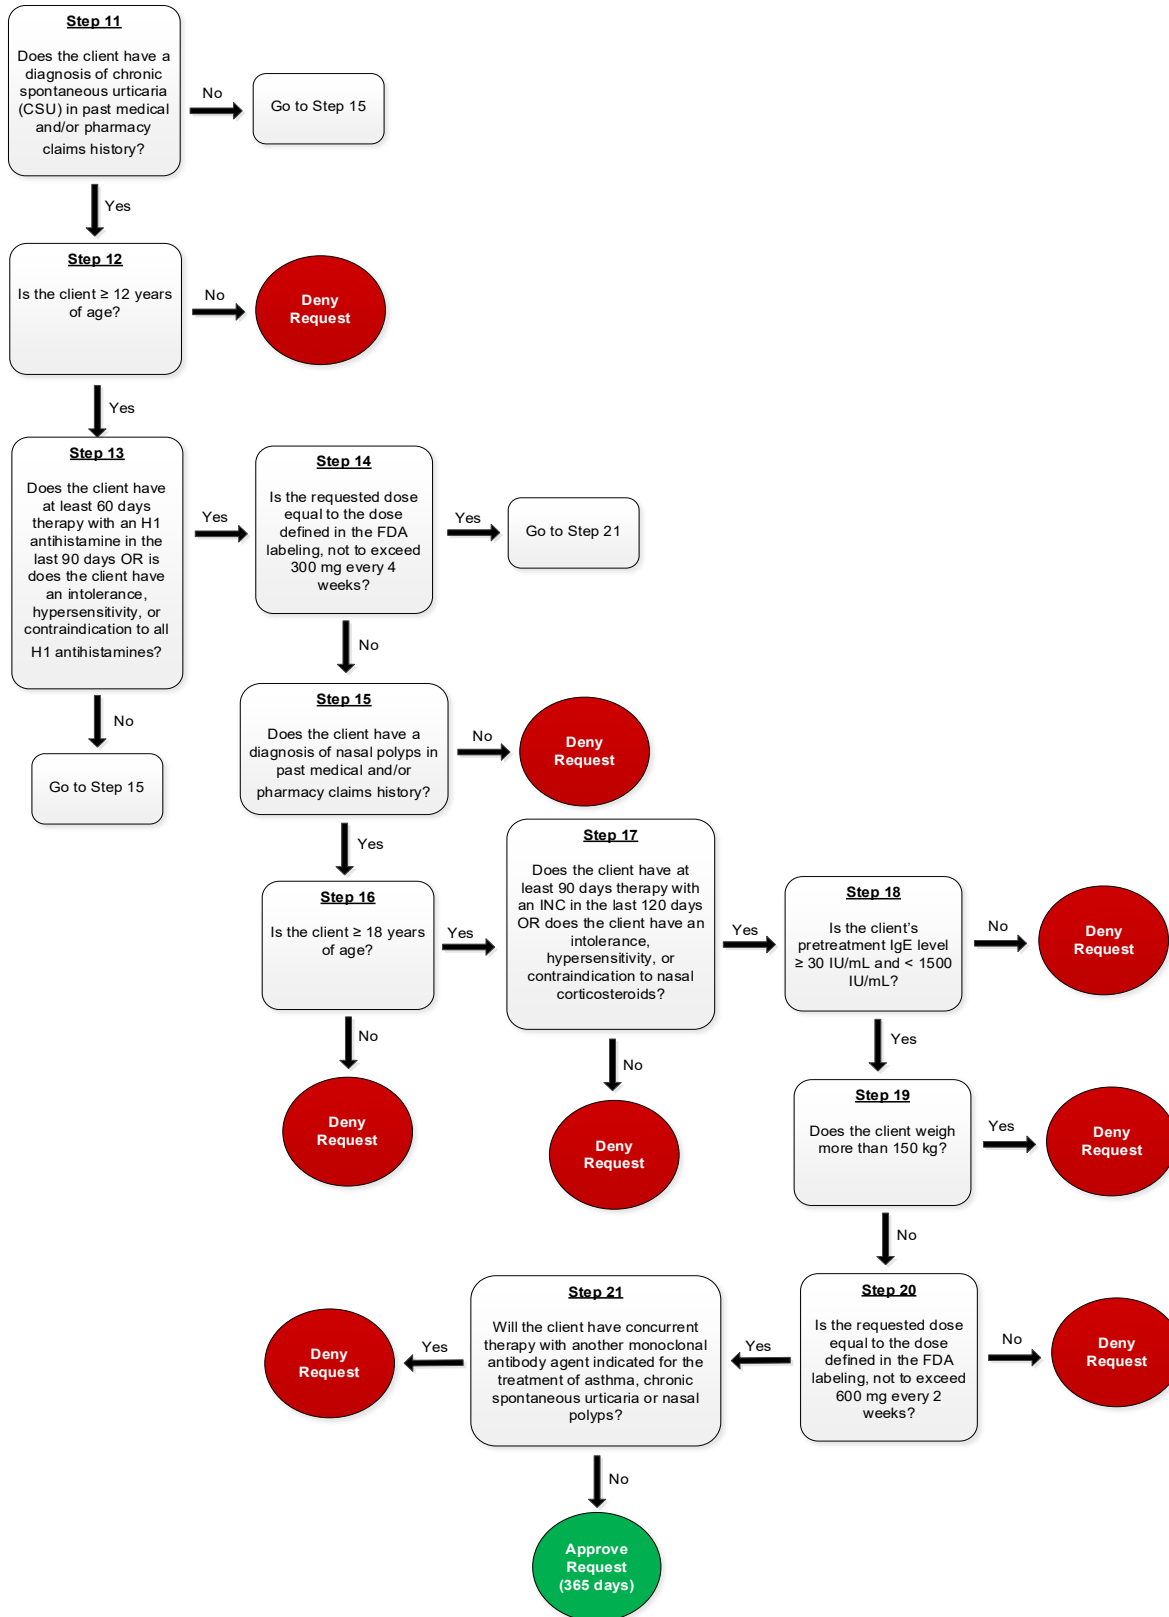 Step 11
Does the client have a
diagnosis of chronic
spontaneous urticaria
(CSU) in past medical
and/or pharmacy
claims history?
No
Go to Step 15
Yes
Step 12
Is the client ≥ 12 years
of age?
No
Deny
Request
Yes
Step 13
Does the client have
at least 60 days
therapy with an H1
antihistamine in the
last 90 days OR is
does the client have
an intolerance,
hypersensitivity, or
contraindication to all
H1 antihistamines?
Yes
Step 14
Is the requested dose
equal to the dose
defined in the FDA
labeling, not to exceed
300 mg every 4
weeks?
Yes
Go to Step 21
No
No
Go to Step 15
Step 15
Does the client have a
diagnosis of nasal polyps in
past medical and/or
pharmacy claims history?
No
Deny
Request
Yes
Step 16
Is the client ≥ 18 years
of age?
Yes
No
Deny
Request
Step 17
Does the client have at
least 90 days therapy with
an INC in the last 120 days
OR does the client have an
intolerance,
hypersensitivity, or
contraindication to nasal
corticosteroids?
Yes
No
Deny
Request
Step 18
Is the client's
pretreatment IgE level
≥ 30 IU/mL and < 1500
IU/mL?
No
Deny
Request
Yes
Step 19
Does the client weigh
more than 150 kg?
Yes
Deny
Request
No
Step 20
Is the requested dose
equal to the dose
defined in the FDA
labeling, not to exceed
600 mg every 2
weeks?
No
Deny
Request
Yes
Step 21
Will the client have concurrent
therapy with another monoclonal
antibody agent indicated for the
treatment of asthma, chronic
spontaneous urticaria or nasal
polyps?
Yes
Deny
Request
No
Approve
Request
(365 days)